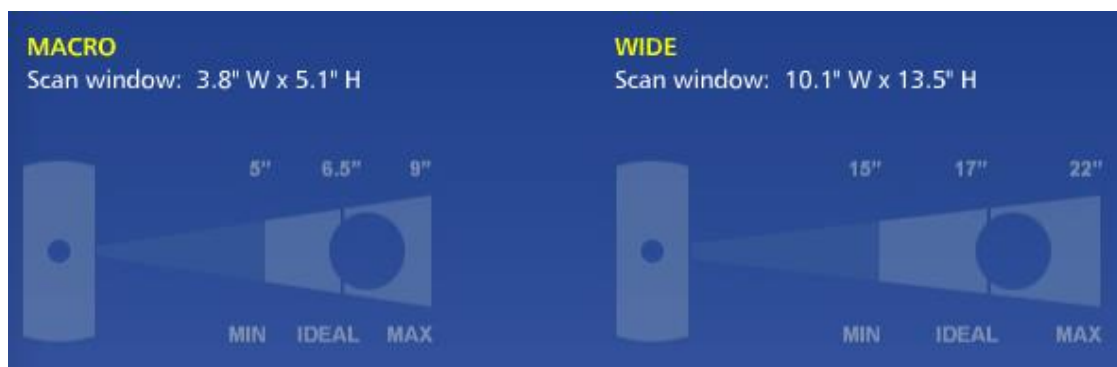 MACRO
Scan window: 3.8" W x 5.1" H
5" 6.5" 9"
MIN IDEAL MAX
WIDE
Scan window: 10.1" W x 13.5" H
15" 17" 22"
MIN IDEAL MAX